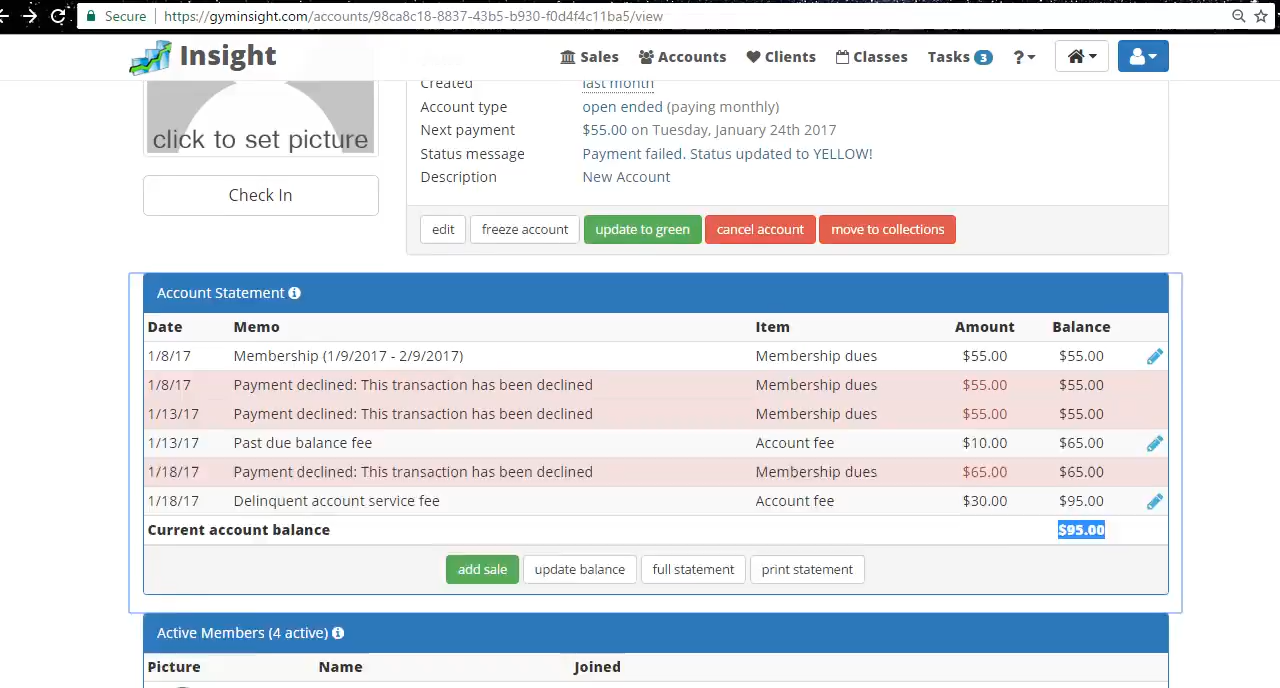 Secure https://gyminsight.com/accounts/98ca8c18-8837-43b5-b930-f0d4f4c11ba5/view
Insight Sales Accounts Clients Classes Tasks 3 ?
Created last month
Account type open ended (paying monthly)
click to set picture
Next payment $55.00 on Tuesday, January 24th 2017
Status message Payment failed. Status updated to YELLOW!
Description New Account
Check In
edit freeze account update to green cancel account move to collections
Account Statement
Date Memo Item Amount Balance
1/8/17 Membership (1/9/2017 - 2/9/2017) Membership dues $55.00 $55.00
1/8/17 Payment declined: This transaction has been declined Membership dues $55.00 $55.00
1/13/17 Payment declined: This transaction has been declined Membership dues $55.00 $55.00
1/13/17 Past due balance fee Account fee $10.00 $65.00
1/18/17 Payment declined: This transaction has been declined Membership dues $65.00 $65.00
1/18/17 Delinquent account service fee Account fee $30.00 $95.00
Current account balance $95.00
add sale update balance full statement print statement
Active Members (4 active)
Picture Name Joined